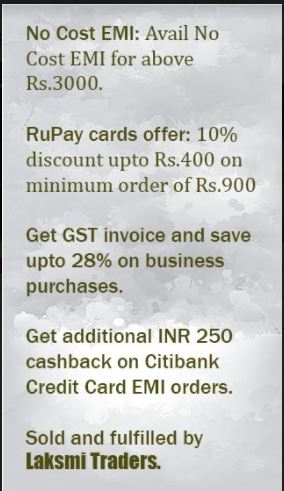 No Cost EMI: Avail No
Cost EMI for above
Rs.3000.
RuPay cards offer: 10%
discount upto Rs.400 on
minimum order of Rs.900
Get GST invoice and save
upto 28% on business
purchases.
Get additional INR 250
cashback on Citibank
Credit Card EMI orders.
Sold and fulfilled by
Laksmi Traders.